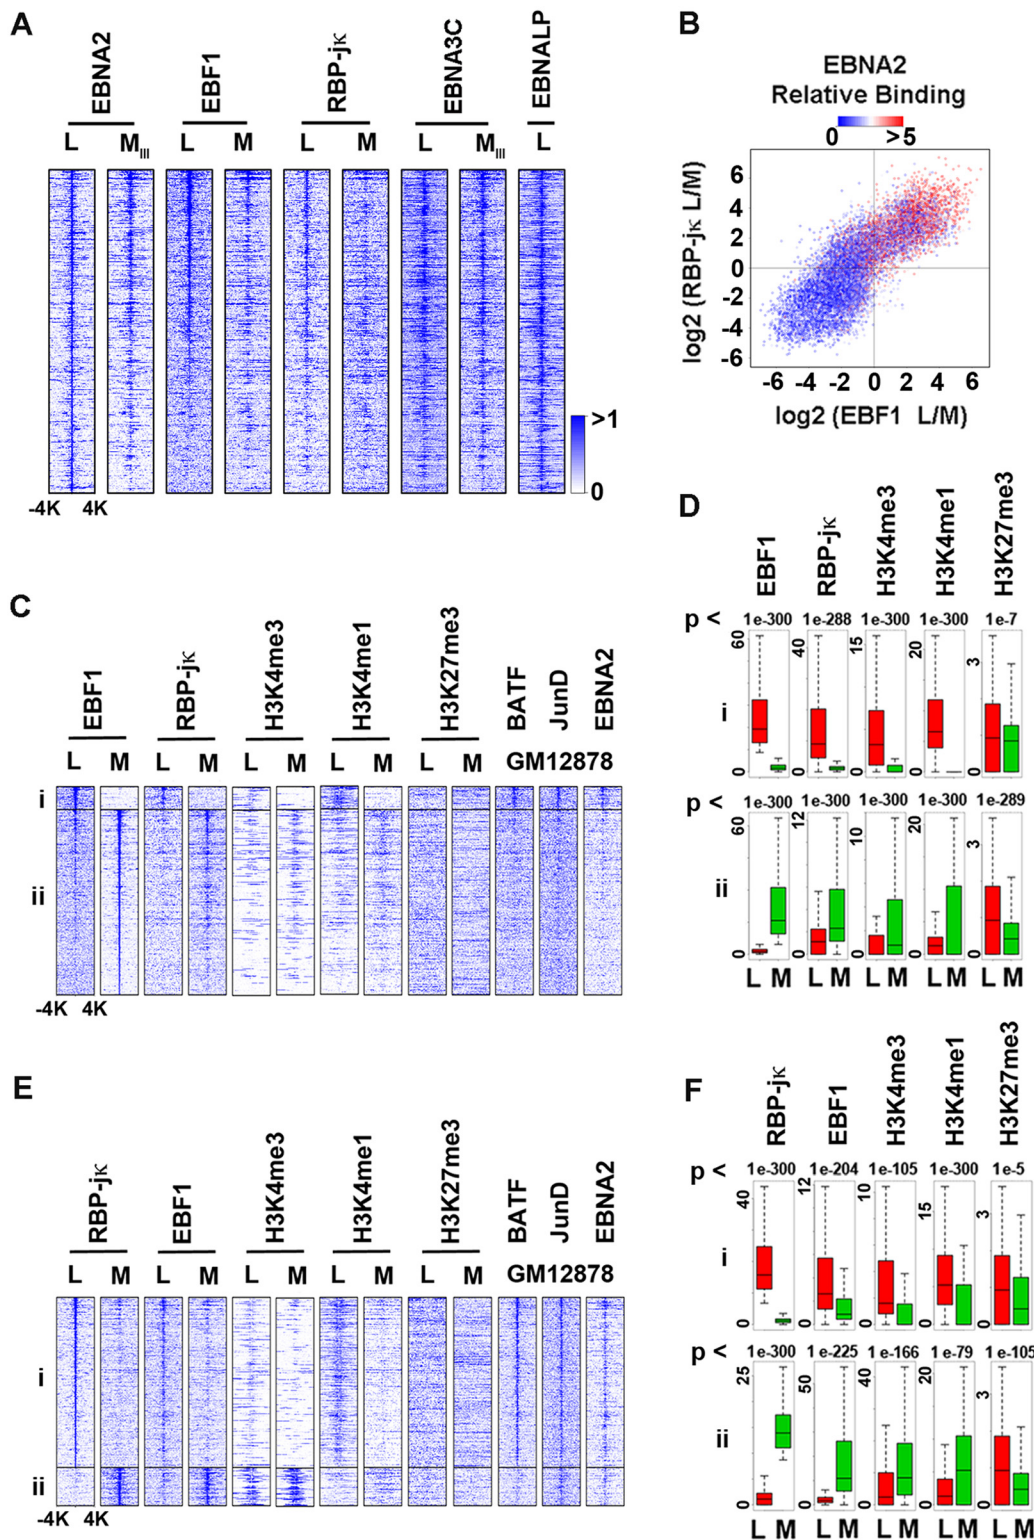 A
EBNA2
EBF1
RBP-jκ
EBNA3C
EBNALP
L MIII L M L M L MIII L
>1
0
-4K 4K
B
EBNA2
Relative Binding
0 >5
log2 (RBP-jκ L/M)
6
4
2
0
-2
-4
-6
-6 -4 -2 0 2 4 6
log2 (EBF1 L/M)
C
EBF1
RBP-jκ
H3K4me3
H3K4me1
H3K27me3
BATF
JunD
EBNA2
L M L M L M L M L M GM12878
i
ii
-4K 4K
D
EBF1
RBP-jκ
H3K4me3
H3K4me1
H3K27me3
p < 1e-300 1e-288 1e-300 1e-300 1e-7
i
0 60 0 40 0 15 0 20 0 3
p < 1e-300 1e-300 1e-300 1e-300 1e-289
ii
0 60 0 12 0 10 0 20 0 3
L M L M L M L M L M
E
RBP-jκ
EBF1
H3K4me3
H3K4me1
H3K27me3
BATF
JunD
EBNA2
L M L M L M L M L M GM12878
i
ii
-4K 4K
F
RBP-jκ
EBF1
H3K4me3
H3K4me1
H3K27me3
p < 1e-300 1e-204 1e-105 1e-300 1e-5
i
0 40 0 12 0 10 0 15 0 3
p < 1e-300 1e-225 1e-166 1e-79 1e-105
ii
0 25 0 50 0 40 0 20 0 3
L M L M L M L M L M